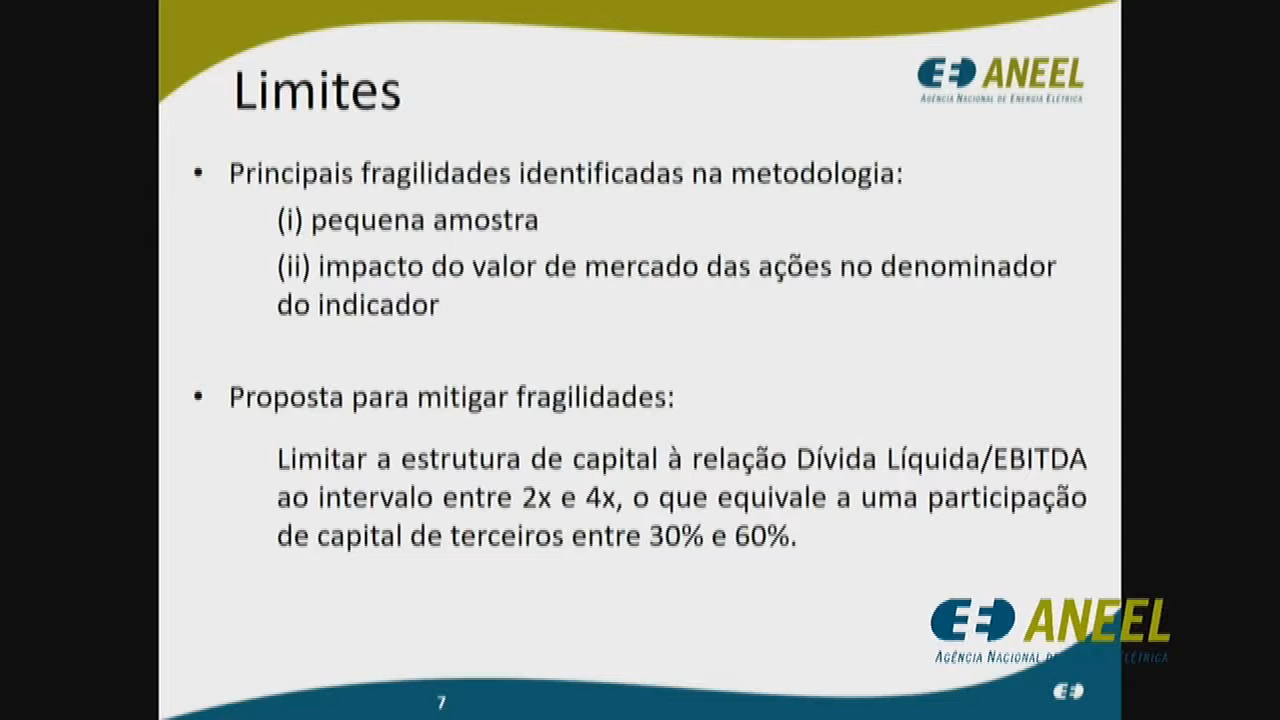 Limites
ANEEL
AGÊNCIA NACIONAL DE ENERGIA ELÉTRICA
• Principais fragilidades identificadas na metodologia:
(i) pequena amostra
(ii) impacto do valor de mercado das ações no denominador
do indicador
• Proposta para mitigar fragilidades:
Limitar a estrutura de capital à relação Dívida Líquida/EBITDA
ao intervalo entre 2x e 4x, o que equivale a uma participação
de capital de terceiros entre 30% e 60%.
ANEEL
AGÊNCIA NACIONAL DE ELÉTRICA
7